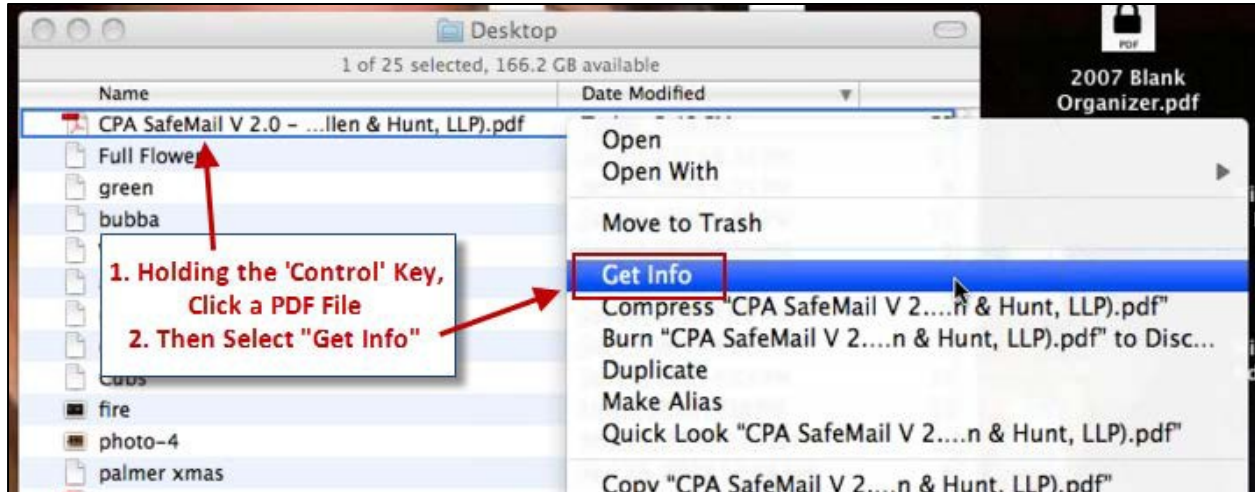 Desktop
1 of 25 selected, 166.2 GB available
Name Date Modified
CPA SafeMail V 2.0 – ...llen & Hunt, LLP).pdf
Full Flower
green
bubba
1. Holding the 'Control' Key,
Click a PDF File
2. Then Select "Get Info"
Cubs
fire
photo-4
palmer xmas
Open
Open With
Move to Trash
Get Info
Compress “CPA SafeMail V 2....n & Hunt, LLP).pdf”
Burn “CPA SafeMail V 2....n & Hunt, LLP).pdf” to Disc...
Duplicate
Make Alias
Quick Look “CPA SafeMail V 2....n & Hunt, LLP).pdf”
Copy “CPA SafeMail V 2....n & Hunt, LLP).pdf”
PDF
2007 Blank
Organizer.pdf